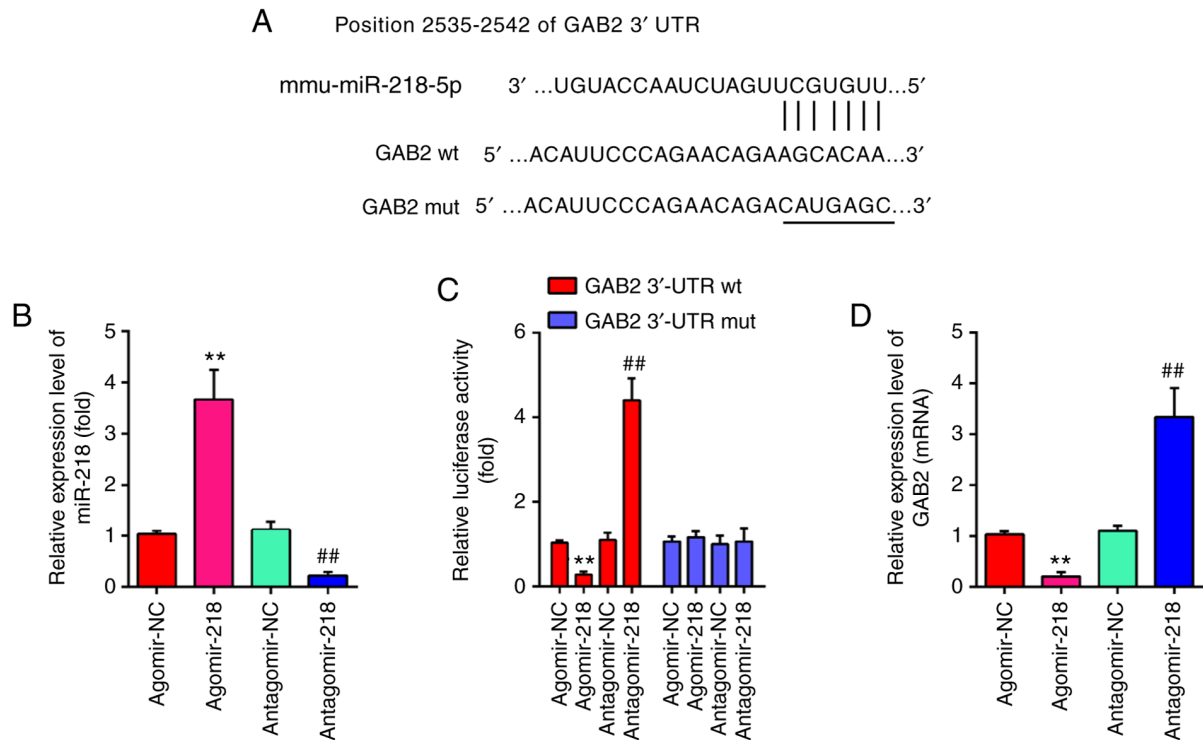 A
Position 2535-2542 of GAB2 3′ UTR
mmu-miR-218-5p 3′ ...UGUACCAAUCUAGUUCGUGUU...5′
GAB2 wt 5′ ...ACAUUCCCAGAACAGAAGCACAA...3′
GAB2 mut 5′ ...ACAUUCCCAGAACAGACAUGAGC...3′
B
Relative expression level of
miR-218 (fold)
5
4
3
2
1
0
**
##
Agomir-NC
Agomir-218
Antagomir-NC
Antagomir-218
C
GAB2 3′-UTR wt
GAB2 3′-UTR mut
Relative luciferase activity
(fold)
6
4
2
0
**
##
Agomir-NC
Agomir-218
Antagomir-NC
Antagomir-218
Agomir-NC
Agomir-218
Antagomir-NC
Antagomir-218
D
Relative expression level of
GAB2 (mRNA)
5
4
3
2
1
0
**
##
Agomir-NC
Agomir-218
Antagomir-NC
Antagomir-218